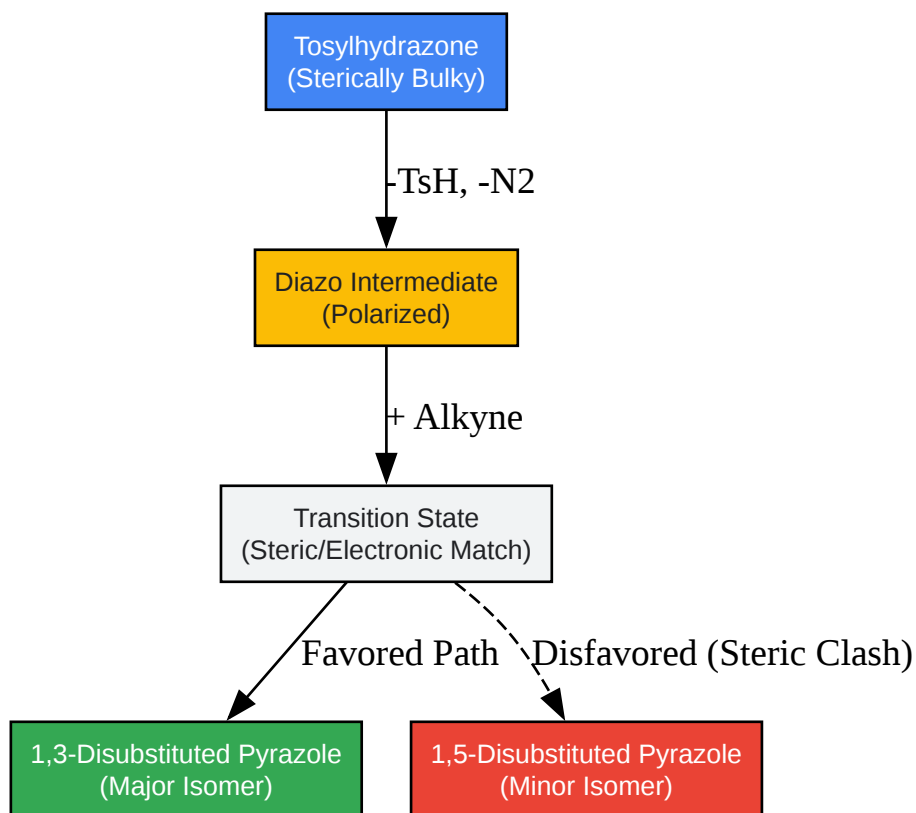 Tosylhydrazone
(Sterically Bulky)
-TsH, -N2
Diazo Intermediate
(Polarized)
+ Alkyne
Transition State
(Steric/Electronic Match)
Favored Path
Disfavored (Steric Clash)
1,3-Disubstituted Pyrazole
(Major Isomer)
1,5-Disubstituted Pyrazole
(Minor Isomer)